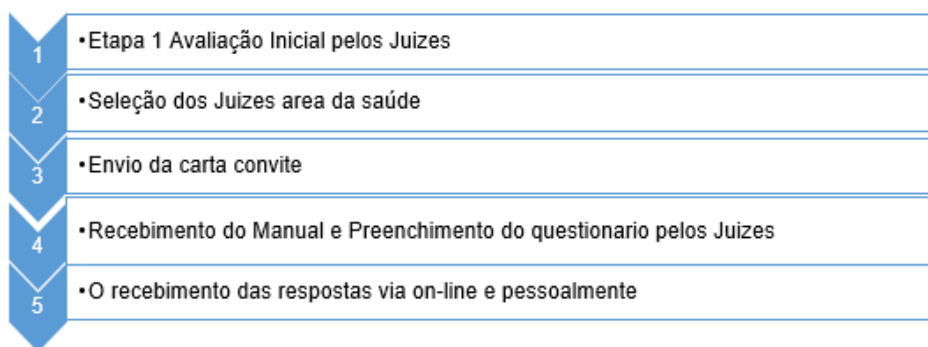 1
•Etapa 1 Avaliação Inicial pelos Juizes
2
•Seleção dos Juizes area da saúde
3
•Envio da carta convite
4
•Recebimento do Manual e Preenchimento do questionario pelos Juizes
5
•O recebimento das respostas via on-line e pessoalmente